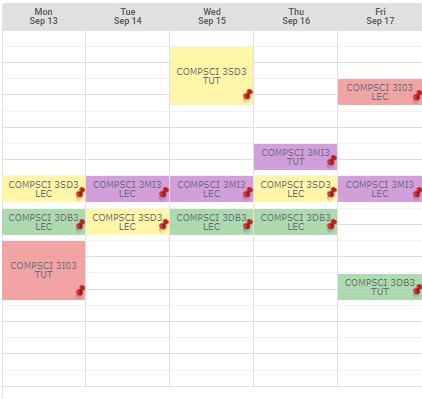 Mon
Sep 13
Tue
Sep 14
Wed
Sep 15
Thu
Sep 16
Fri
Sep 17
COMPSCI 3SD3
TUT
COMPSCI 3I03
LEC
COMPSCI 3MI3
TUT
COMPSCI 3SD3
LEC
COMPSCI 3MI3
LEC
COMPSCI 3MI3
LEC
COMPSCI 3SD3
LEC
COMPSCI 3MI3
LEC
COMPSCI 3DB3
LEC
COMPSCI 3SD3
LEC
COMPSCI 3DB3
LEC
COMPSCI 3DB3
LEC
COMPSCI 3I03
TUT
COMPSCI 3DB3
TUT